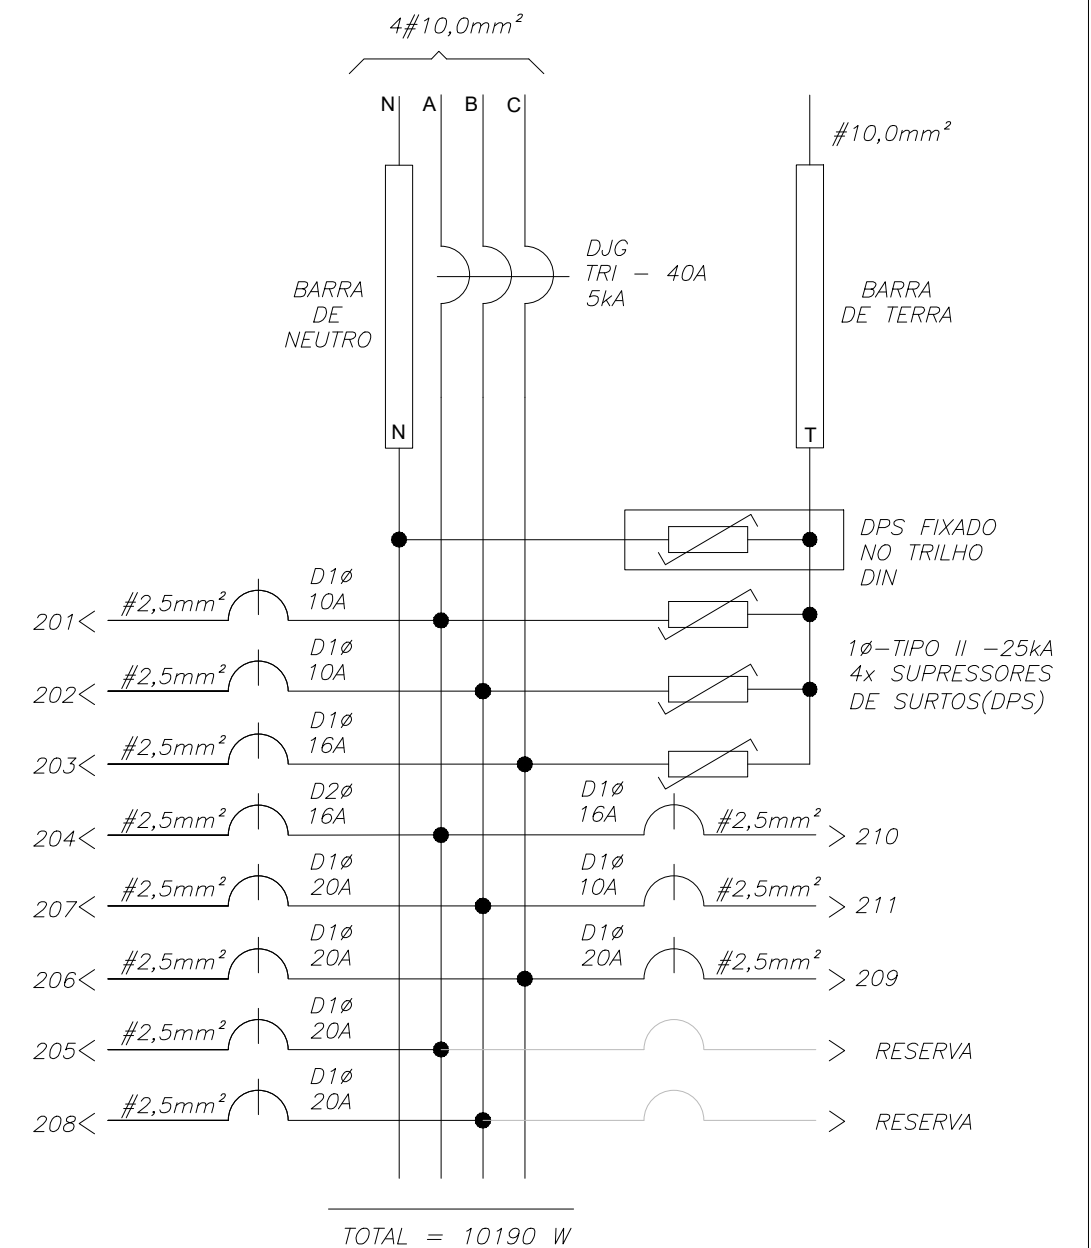 4#10,0mm²
N A B C
#10,0mm²
DJG
TRI - 40A
5kA
BARRA
DE
NEUTRO
BARRA
DE TERRA
N
T
DPS FIXADO
NO TRILHO
DIN
201< #2,5mm² D1ø
10A
202< #2,5mm² D1ø
10A
1ø-TIPO II -25kA
4x SUPRESSORES
DE SURTOS(DPS)
203< #2,5mm² D1ø
16A
204< #2,5mm² D2ø
16A
D1ø
16A
#2,5mm² >210
207< #2,5mm² D1ø
20A
D1ø
10A
#2,5mm² >211
206< #2,5mm² D1ø
20A
D1ø
20A
#2,5mm² >209
205< #2,5mm² D1ø
20A
> RESERVA
208< #2,5mm² D1ø
20A
> RESERVA
TOTAL = 10190 W